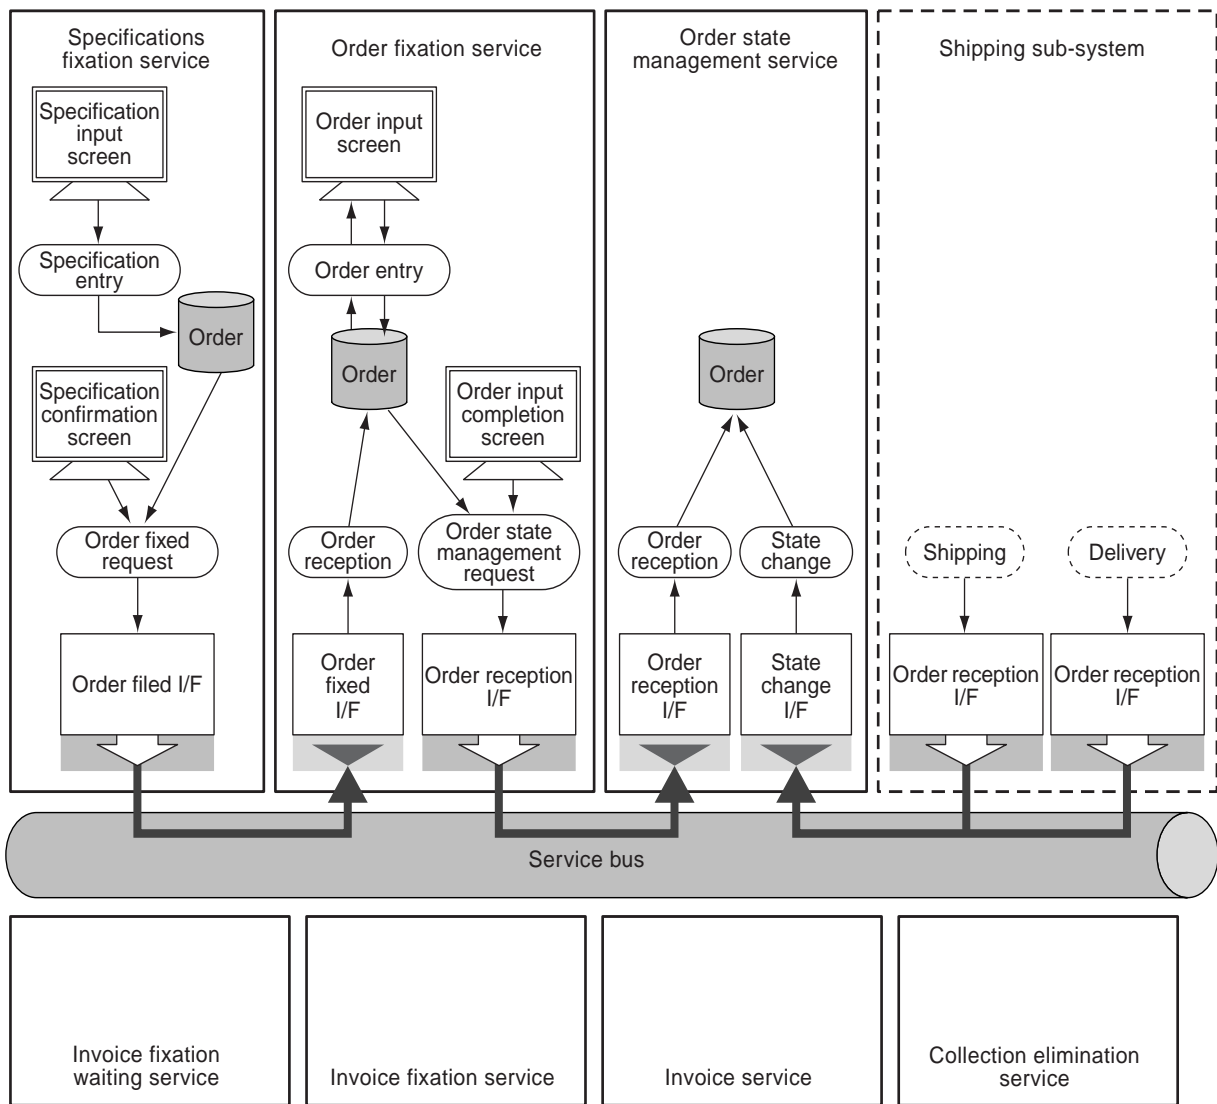 Specifications
fixation service
Specification
input
screen
Specification
entry
Order
Specification
confirmation
screen
Order fixed
request
Order filed I/F
Order fixation service
Order input
screen
Order entry
Order
Order input
completion
screen
Order
reception
Order state
management
request
Order
fixed
I/F
Order reception
I/F
Order state
management service
Order
Order
reception
State
change
Order
reception
I/F
State
change
I/F
Shipping sub-system
Shipping
Delivery
Order reception
I/F
Order reception
I/F
Service bus
Invoice fixation
waiting service
Invoice fixation service
Invoice service
Collection elimination
service